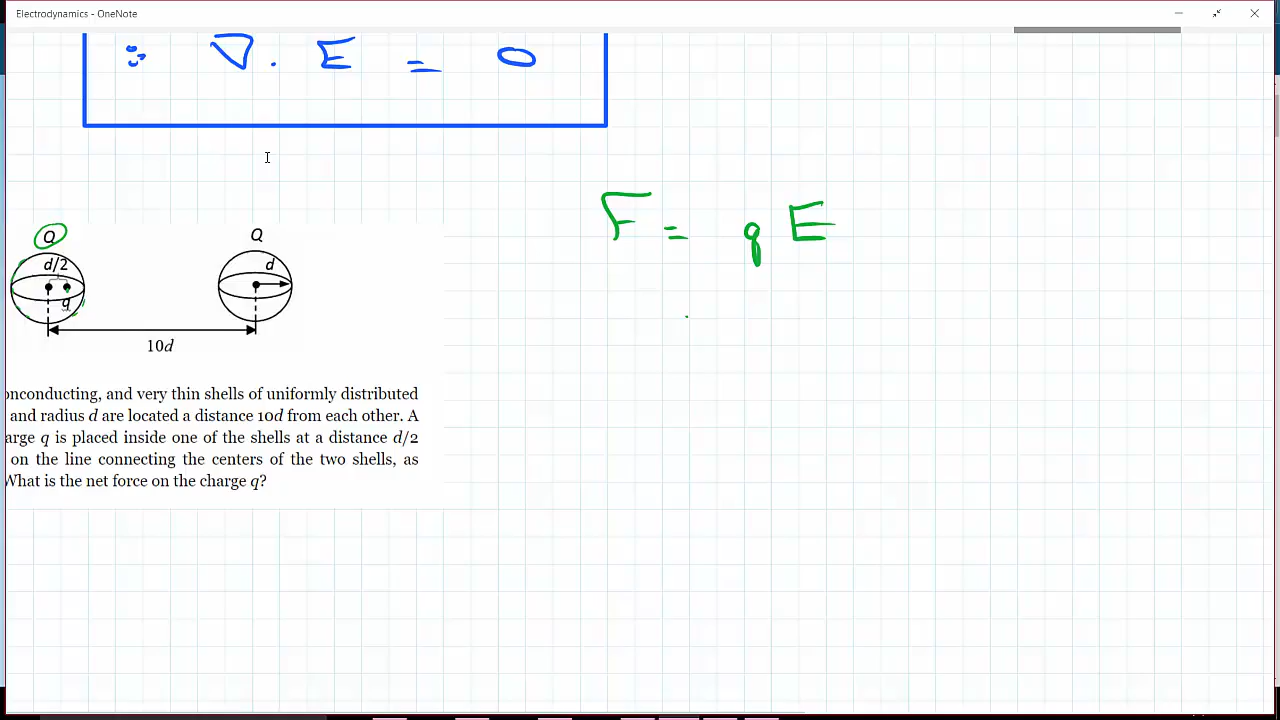 Electrodynamics - OneNote
∴ ∇ . E = 0
F = q E
Q Q
d/2 d
q
10d
onconducting, and very thin shells of uniformly distributed
and radius d are located a distance 10d from each other. A
arge q is placed inside one of the shells at a distance d/2
on the line connecting the centers of the two shells, as
What is the net force on the charge q?